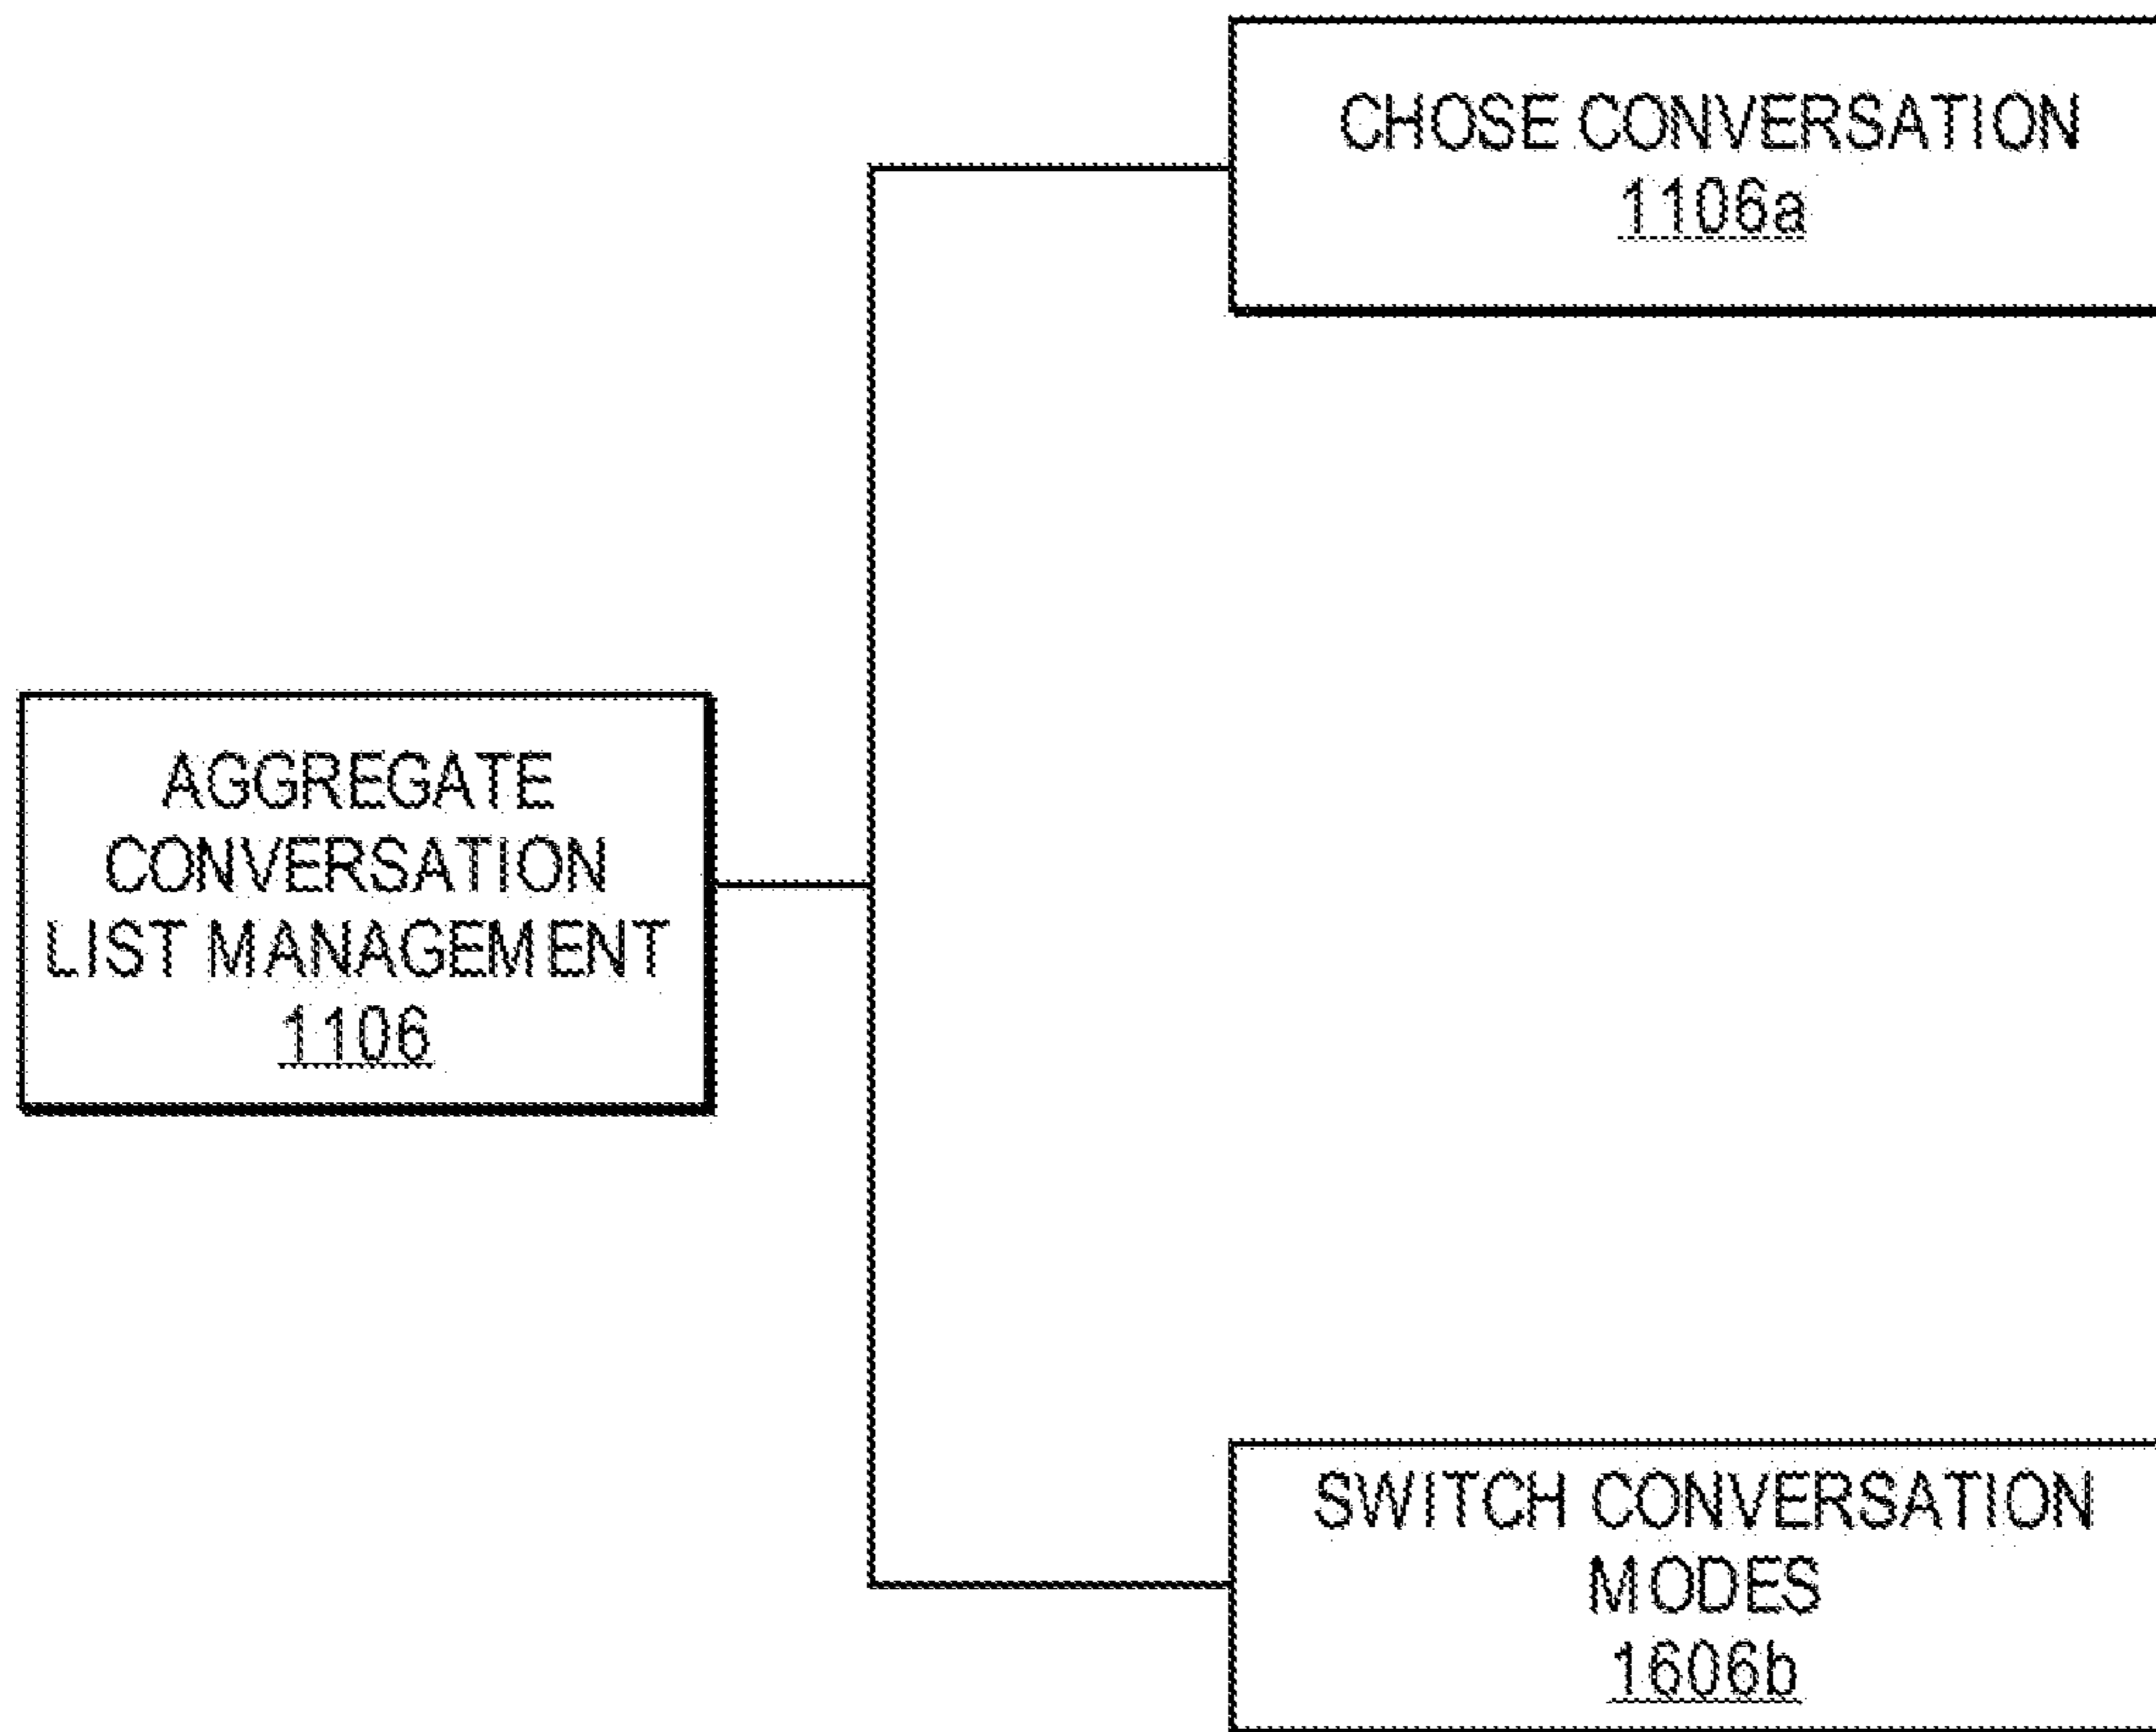 CHOSE CONVERSATION
1106a
AGGREGATE
CONVERSATION
LIST MANAGEMENT
1106
SWITCH CONVERSATION
MODES
1606b